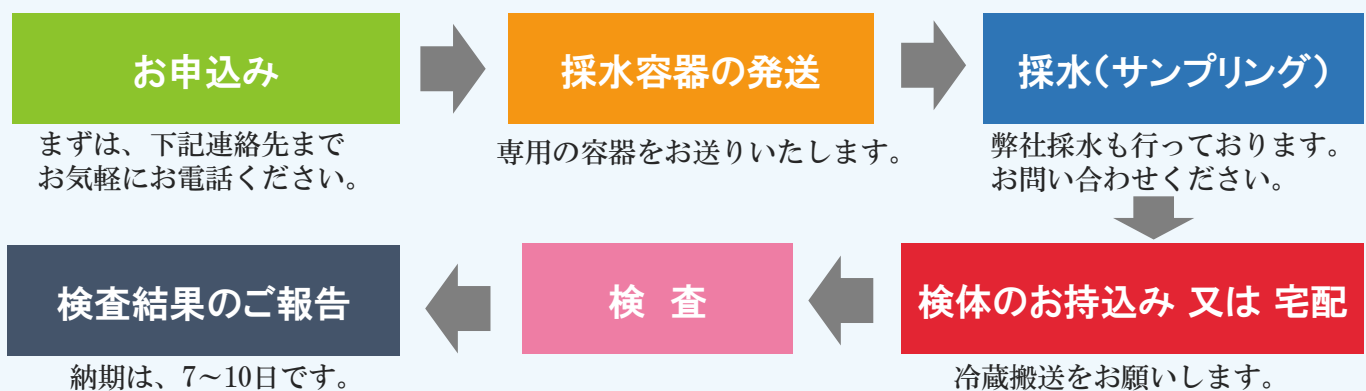 お申込み
まずは、下記連絡先まで
お気軽にお電話ください。
採水容器の発送
専用の容器をお送りいたします。
採水（サンプリング）
弊社採水も行っております。
お問い合わせください。
検体のお持込み 又は 宅配
冷蔵搬送をお願いします。
検 査
検査結果のご報告
納期は、7～10日です。